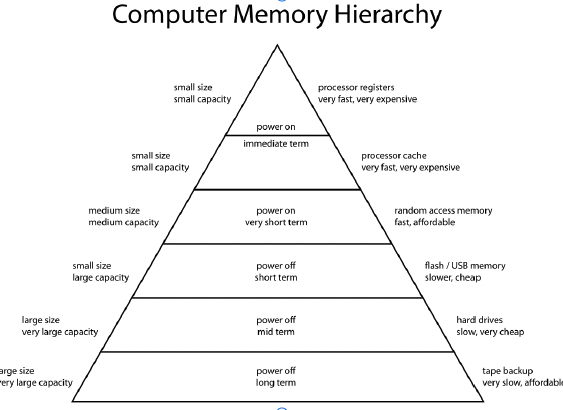 Computer Memory Hierarchy
small size
small capacity
processor registers
very fast, very expensive
power on
immediate term
small size
small capacity
processor cache
very fast, very expensive
medium size
medium capacity
power on
very short term
random access memory
fast, affordable
small size
large capacity
power off
short term
flash / USB memory
slower, cheap
large size
very large capacity
power off
mid term
hard drives
slow, very cheap
arge size
very large capacity
power off
long term
tape backup
very slow, affordable